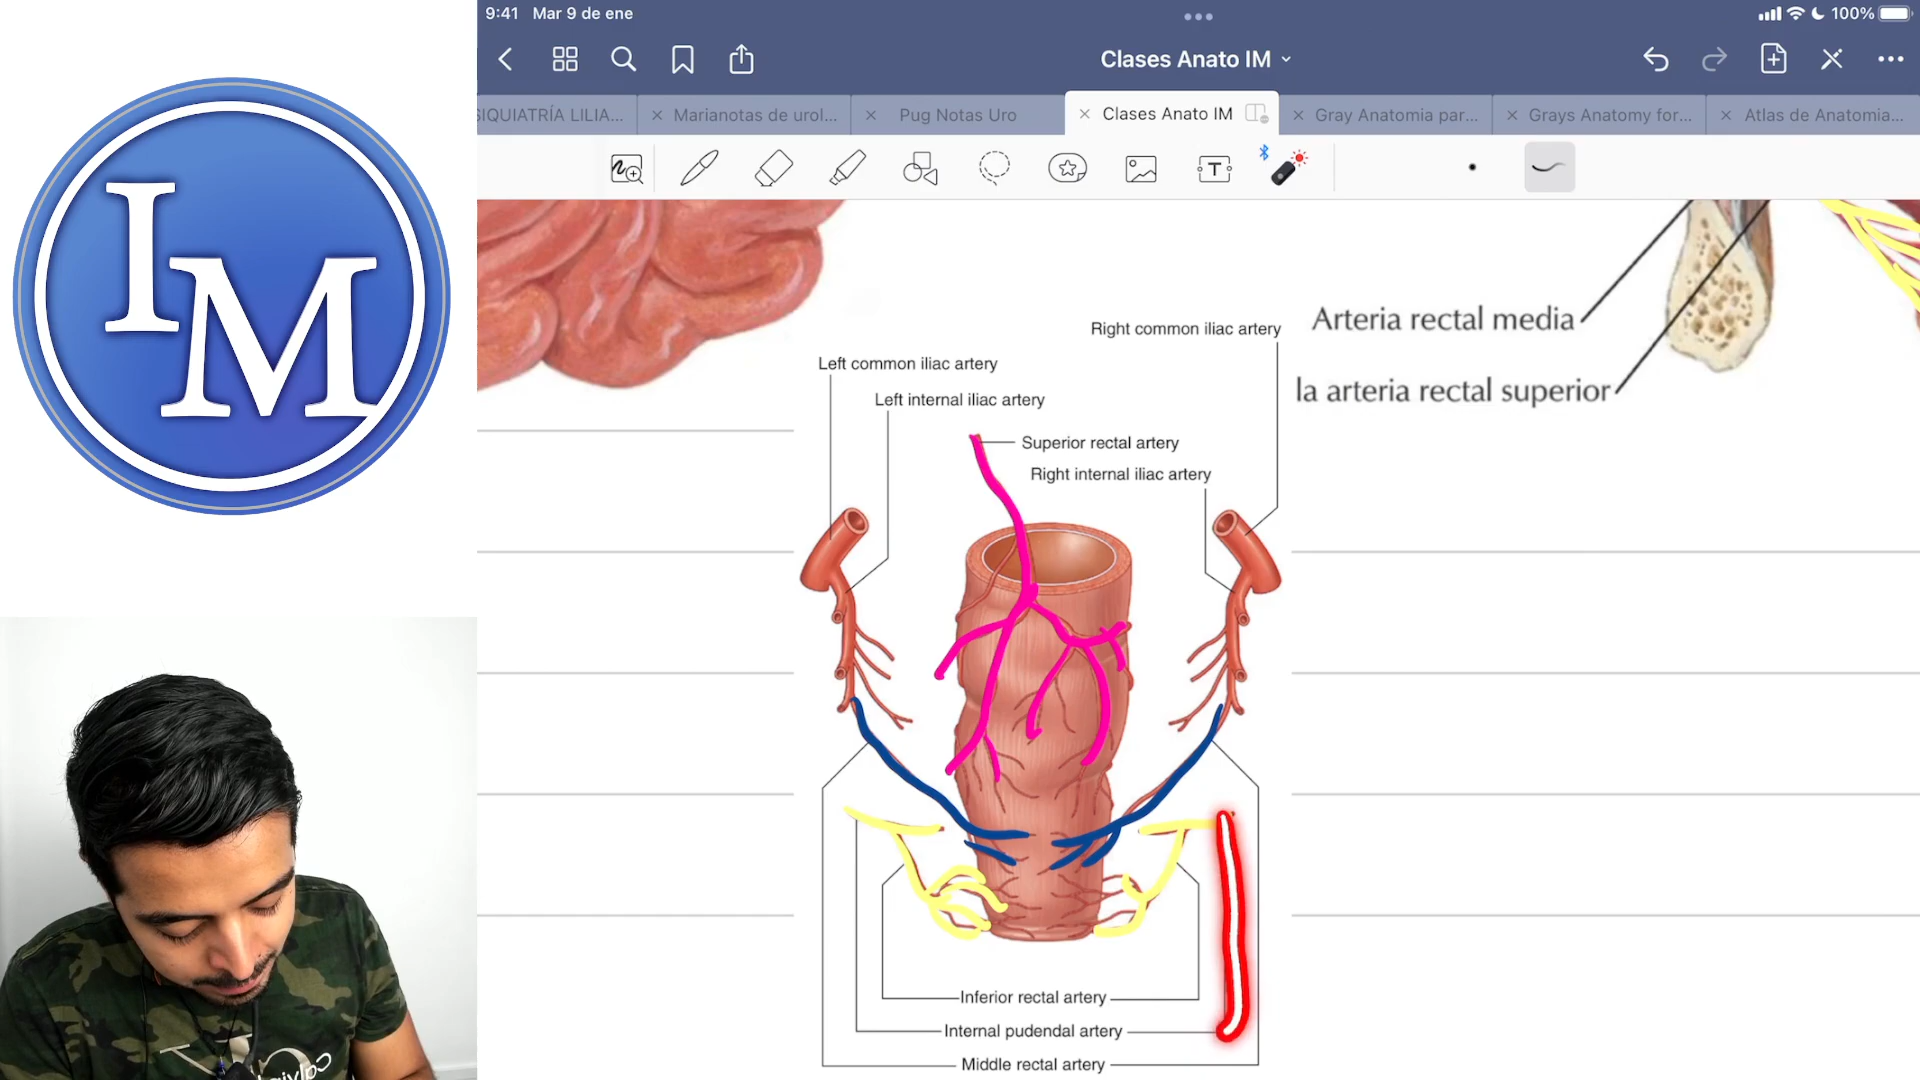 9:41 Mar 9 de ene
100%
Clases Anato IM
SIQUIATRÍA LILIA...
Marianotas de urol...
Pug Notas Uro
Clases Anato IM
Gray Anatomia par...
Grays Anatomy for...
Atlas de Anatomia...
T
IM
Arteria rectal media
la arteria rectal superior
Right common iliac artery
Left common iliac artery
Left internal iliac artery
Superior rectal artery
Right internal iliac artery
Inferior rectal artery
Internal pudendal artery
Middle rectal artery